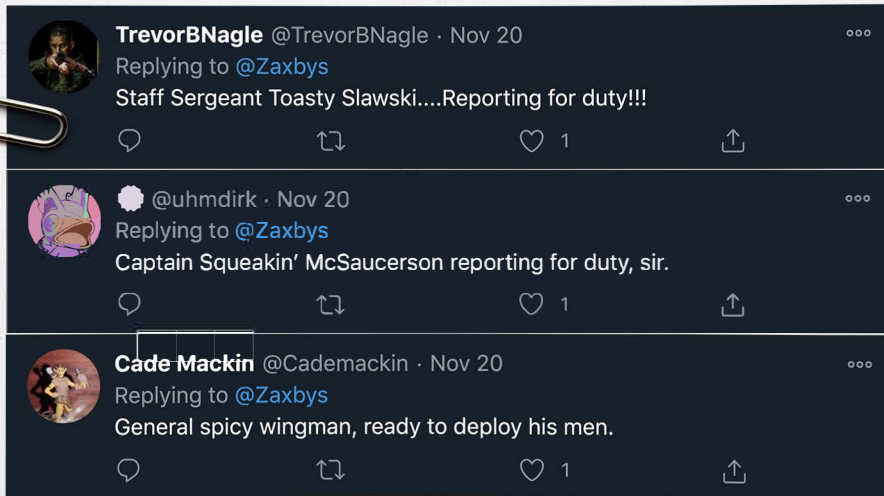 TrevorBNagle @TrevorBNagle · Nov 20
Replying to @Zaxbys
Staff Sergeant Toasty Slawski....Reporting for duty!!!
1
@uhmdirk · Nov 20
Replying to @Zaxbys
Captain Squeakin’ McSaucerson reporting for duty, sir.
1
Cade Mackin @Cademackin · Nov 20
Replying to @Zaxbys
General spicy wingman, ready to deploy his men.
1